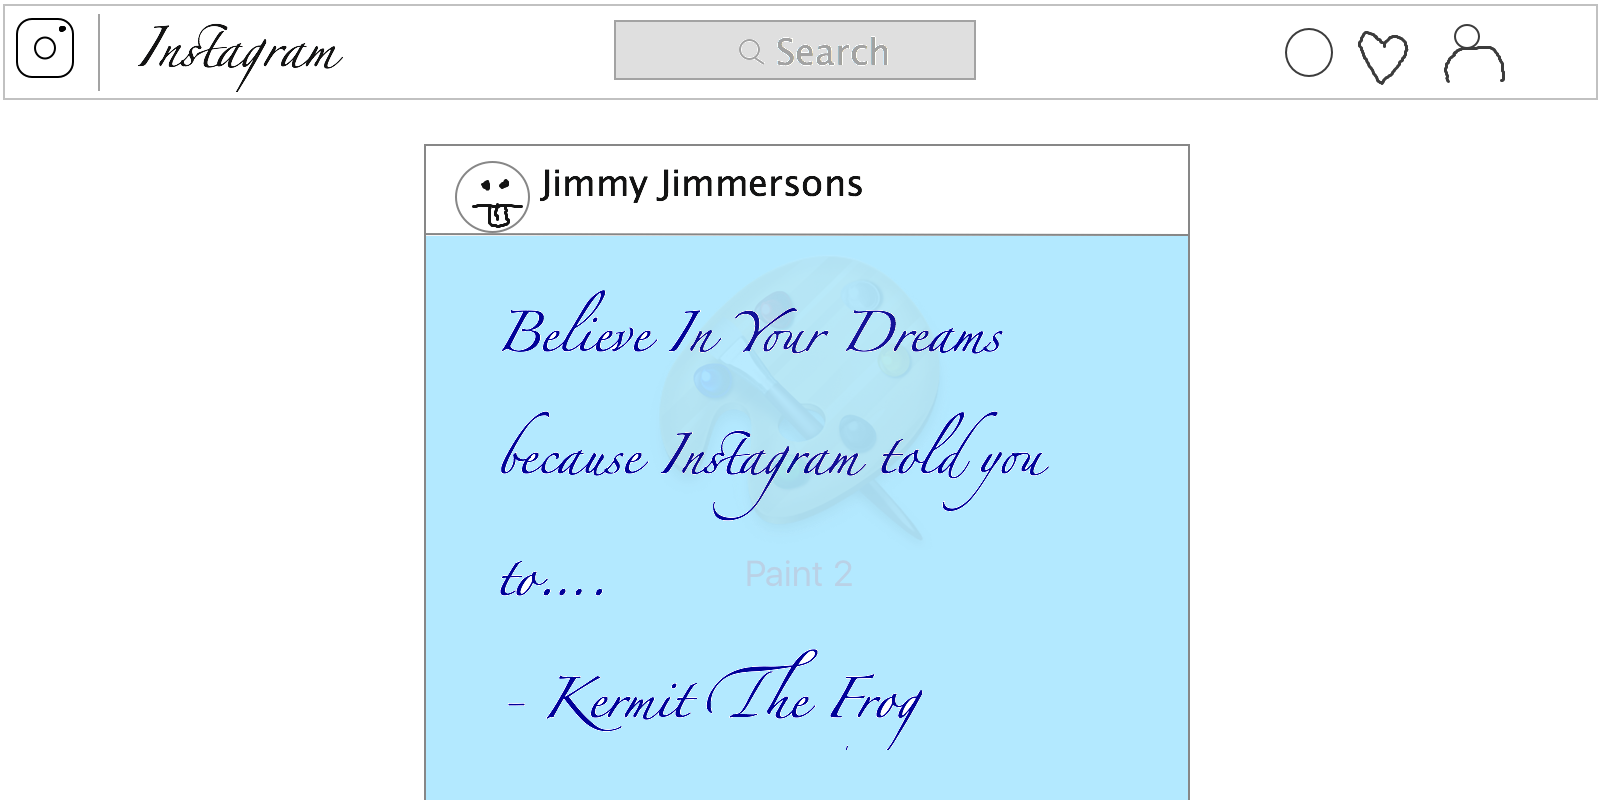 Instagram
Search
Jimmy Jimmersons
Believe In Your Dreams
because Instagram told you
to....
Paint 2
- Kermit The Frog